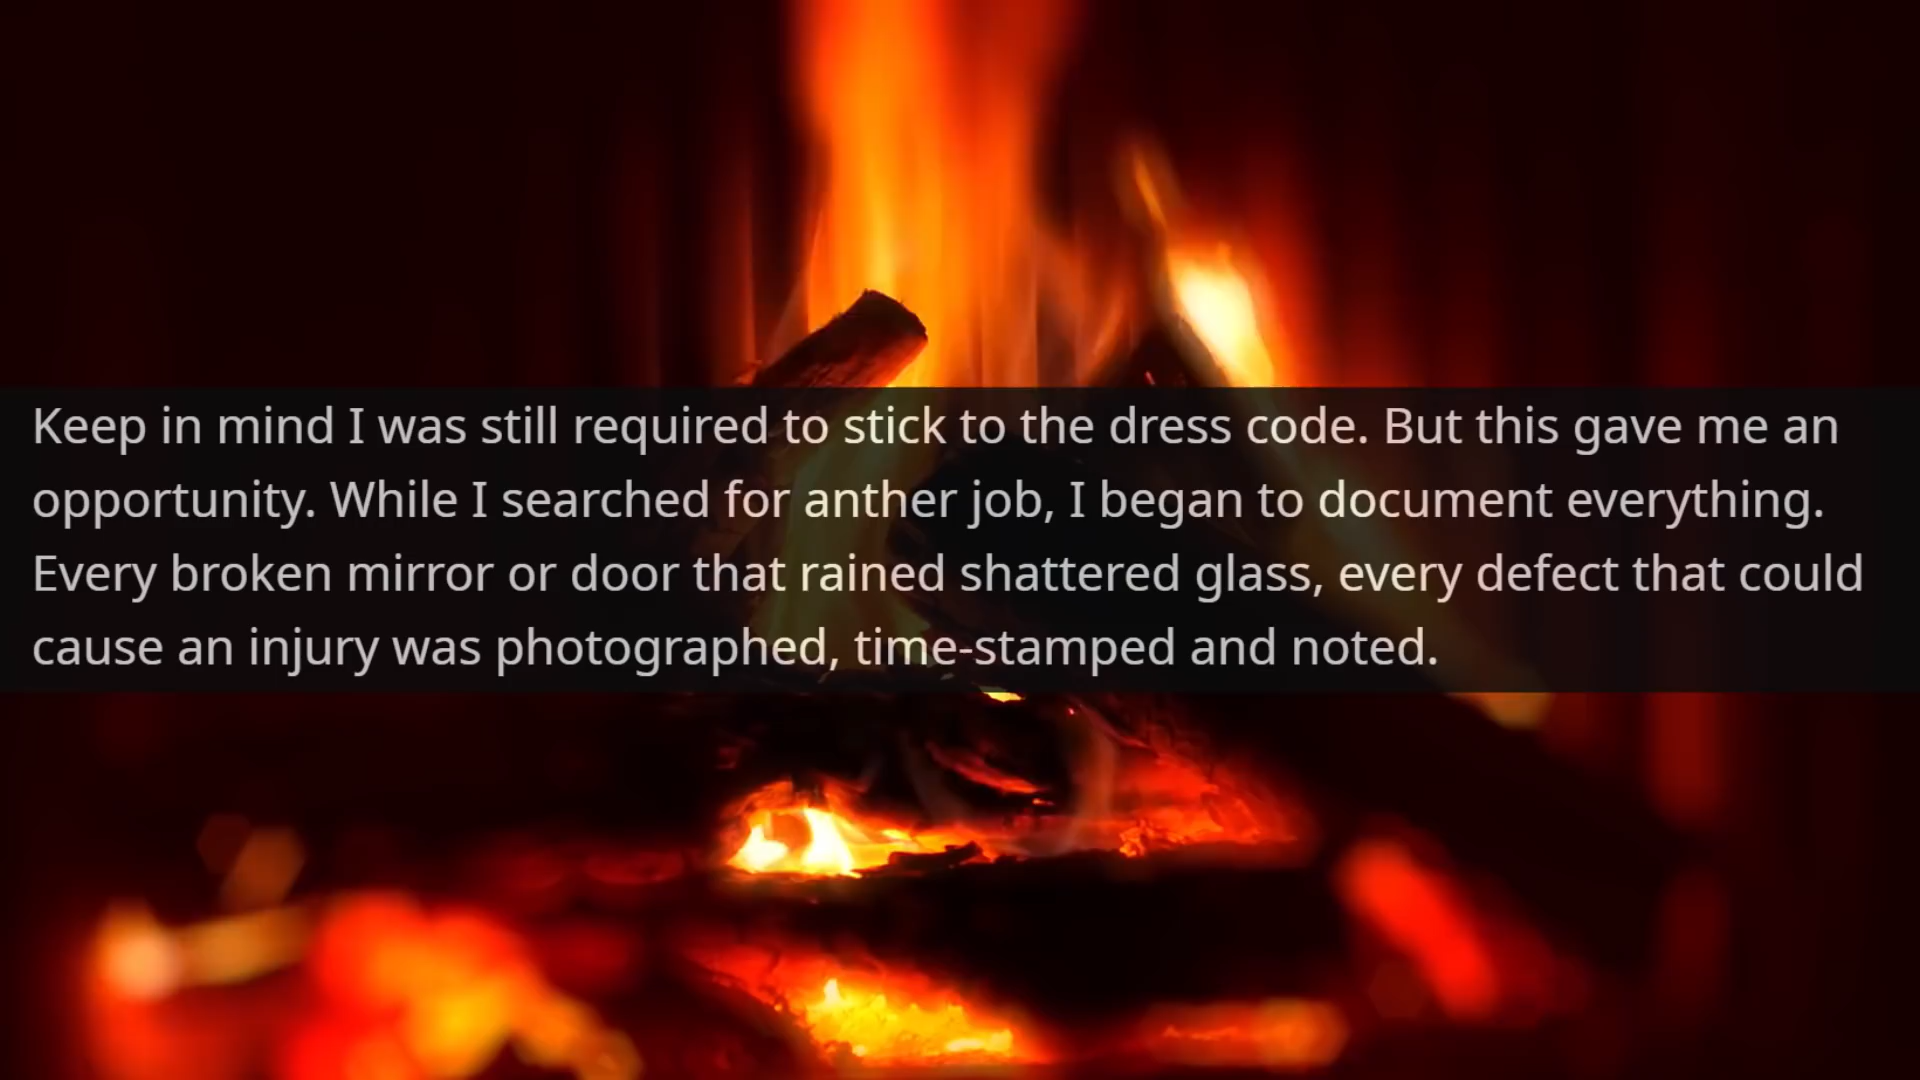 Keep in mind I was still required to stick to the dress code. But this gave me an
opportunity. While I searched for anther job, I began to document everything.
Every broken mirror or door that rained shattered glass, every defect that could
cause an injury was photographed, time-stamped and noted.